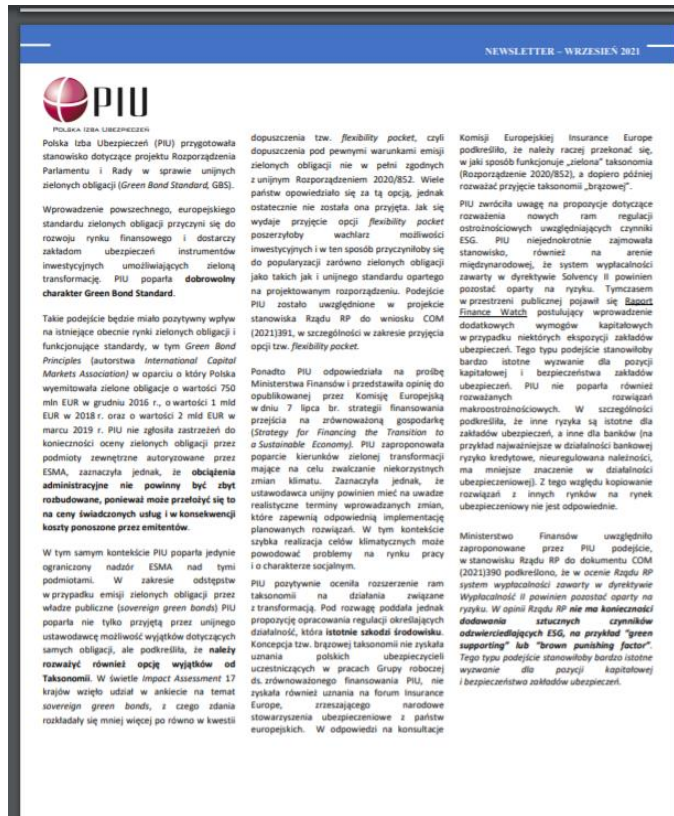 NEWSLETTER – WRZESIEŃ 2021
PIU
POLSKA IZBA UBEZPIECZEŃ
Polska Izba Ubezpieczeń (PIU) przygotowała
stanowisko dotyczące projektu Rozporządzenia
Parlamentu i Rady w sprawie unijnych
zielonych obligacji (Green Bond Standard, GBS).
Wprowadzenie powszechnego, europejskiego
standardu zielonych obligacji przyczyni się do
rozwoju rynku finansowego i dostarczy
zakładom ubezpieczeń instrumentów
inwestycyjnych umożliwiających zieloną
transformację. PIU poparła dobrowolny
charakter Green Bond Standard.
Takie podejście będzie miało pozytywny wpływ
na istniejące obecnie rynki zielonych obligacji i
funkcjonujące standardy, w tym Green Bond
Principles (autorstwa International Capital
Markets Association) w oparciu o który Polska
wyemitowała zielone obligacje o wartości 750
mln EUR w grudniu 2016 r., o wartości 1 mld
EUR w 2018 r. oraz o wartości 2 mld EUR w
marcu 2019 r. PIU nie zgłosiła zastrzeżeń do
konieczności oceny zielonych obligacji przez
podmioty zewnętrzne autoryzowane przez
ESMA, zaznaczyła jednak, że obciążenia
administracyjne nie powinny być zbyt
rozbudowane, ponieważ może przełożyć się to
na ceny świadczonych usług i w konsekwencji
koszty ponoszone przez emitentów.
W tym samym kontekście PIU poparła jedynie
ograniczony nadzór ESMA nad tymi
podmiotami. W zakresie odstępstw
w przypadku emisji zielonych obligacji przez
władze publiczne (sovereign green bonds) PIU
poparła nie tylko przyjętą przez unijnego
ustawodawcę możliwość wyjątków dotyczących
samych obligacji, ale podkreśliła, że należy
rozważyć również opcję wyjątków od
Taksonomii. W świetle Impact Assessment 17
krajów wzięło udział w ankiecie na temat
sovereign green bonds, z czego zdania
rozkładały się mniej więcej po równo w kwestii
dopuszczenia tzw. flexibility pocket, czyli
dopuszczenia pod pewnymi warunkami emisji
zielonych obligacji nie w pełni zgodnych
z unijnym Rozporządzeniem 2020/852. Wiele
państw opowiedziało się za tą opcją, jednak
ostatecznie nie została ona przyjęta. Jak się
wydaje przyjęcie opcji flexibility pocket
poszerzyłoby wachlarz możliwości
inwestycyjnych i w ten sposób przyczyniłoby się
do popularyzacji zarówno zielonych obligacji
jako takich jak i unijnego standardu opartego
na projektowanym rozporządzeniu. Podejście
PIU zostało uwzględnione w projekcie
stanowiska Rządu RP do wniosku COM
(2021)391, w szczególności w zakresie przyjęcia
opcji tzw. flexibility pocket.
Ponadto PIU odpowiedziała na prośbę
Ministerstwa Finansów i przedstawiła opinię do
opublikowanej przez Komisję Europejską
w dniu 7 lipca br. strategii finansowania
przejścia na zrównoważoną gospodarkę
(Strategy for Financing the Transition to
a Sustainable Economy). PIU zaproponowała
poparcie kierunków zielonej transformacji
mające na celu zwalczanie niekorzystnych
zmian klimatu. Zaznaczyła jednak, że
ustawodawca unijny powinien mieć na uwadze
realistyczne terminy wprowadzanych zmian,
które zapewnią odpowiednią implementację
planowanych rozwiązań. W tym kontekście
szybka realizacja celów klimatycznych może
powodować problemy na rynku pracy
i o charakterze socjalnym.
PIU pozytywnie oceniła rozszerzenie ram
taksonomii na działania związane
z transformacją. Pod rozwagę poddała jednak
propozycję opracowania regulacji określających
działalność, która istotnie szkodzi środowisku.
Koncepcja tzw. brązowej taksonomii nie zyskała
uznania polskich ubezpieczycieli
uczestniczących w pracach Grupy roboczej
ds. zrównoważonego finansowania PIU, nie
zyskała również uznania na forum Insurance
Europe, zrzeszającego narodowe
stowarzyszenia ubezpieczeniowe z państw
europejskich. W odpowiedzi na konsultacje
Komisji Europejskiej Insurance Europe
podkreśliło, że należy raczej przekonać się,
w jaki sposób funkcjonuje „zielona” taksonomia
(Rozporządzenie 2020/852), a dopiero później
rozważać przyjęcie taksonomii „brązowej”.
PIU zwróciła uwagę na propozycje dotyczące
rozważenia nowych ram regulacji
ostrożnościowych uwzględniających czynniki
ESG. PIU niejednokrotnie zajmowała
stanowisko, również na arenie
międzynarodowej, że system wypłacalności
zawarty w dyrektywie Solvency II powinien
pozostać oparty na ryzyku. Tymczasem
w przestrzeni publicznej pojawił się Raport
Finance Watch postulujący wprowadzenie
dodatkowych wymogów kapitałowych
w przypadku niektórych ekspozycji zakładów
ubezpieczeń. Tego typu podejście stanowiłoby
bardzo istotne wyzwanie dla pozycji
kapitałowej i bezpieczeństwa zakładów
ubezpieczeń. PIU nie poparła również
rozważanych rozwiązań
makroostrożnościowych. W szczególności
podkreśliła, że inne ryzyka są istotne dla
zakładów ubezpieczeń, a inne dla banków (na
przykład najważniejsze w działalności bankowej
ryzyko kredytowe, nieuregulowana należności,
ma mniejsze znaczenie w działalności
ubezpieczeniowej). Z tego względu kopiowanie
rozwiązań z innych rynków na rynek
ubezpieczeniowy nie jest odpowiednie.
Ministerstwo Finansów uwzględniło
zaproponowane przez PIU podejście,
w stanowisku Rządu RP do dokumentu COM
(2021)390 podkreślono, że w ocenie Rządu RP
system wypłacalności zawarty w dyrektywie
Wypłacalność II powinien pozostać oparty na
ryzyku. W opinii Rządu RP nie ma konieczności
dodawania sztucznych czynników
odzwierciedlających ESG, na przykład "green
supporting" lub "brown punishing factor".
Tego typu podejście stanowiłoby bardzo istotne
wyzwanie dla pozycji kapitałowej
i bezpieczeństwa zakładów ubezpieczeń.